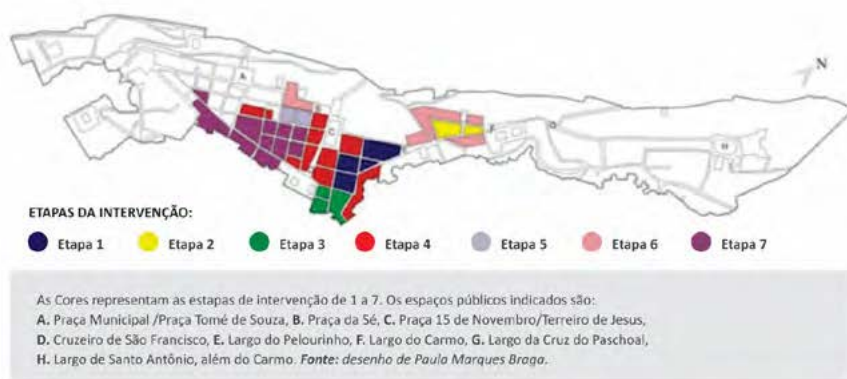 N
A
C
F
G
H
ETAPAS DA INTERVENÇÃO:
Etapa 1 Etapa 2 Etapa 3 Etapa 4 Etapa 5 Etapa 6 Etapa 7
As Cores representam as estapas de intervenção de 1 a 7. Os espaços públicos indicados são:
A. Praça Municipal /Praça Tomé de Souza, B. Praça da Sé, C. Praça 15 de Novembro/Terreiro de Jesus,
D. Cruzeiro de São Francisco, E. Largo do Pelourinho, F. Largo do Carmo, G. Largo da Cruz do Paschoal,
H. Largo de Santo Antônio, além do Carmo. Fonte: desenho de Paula Marques Braga.